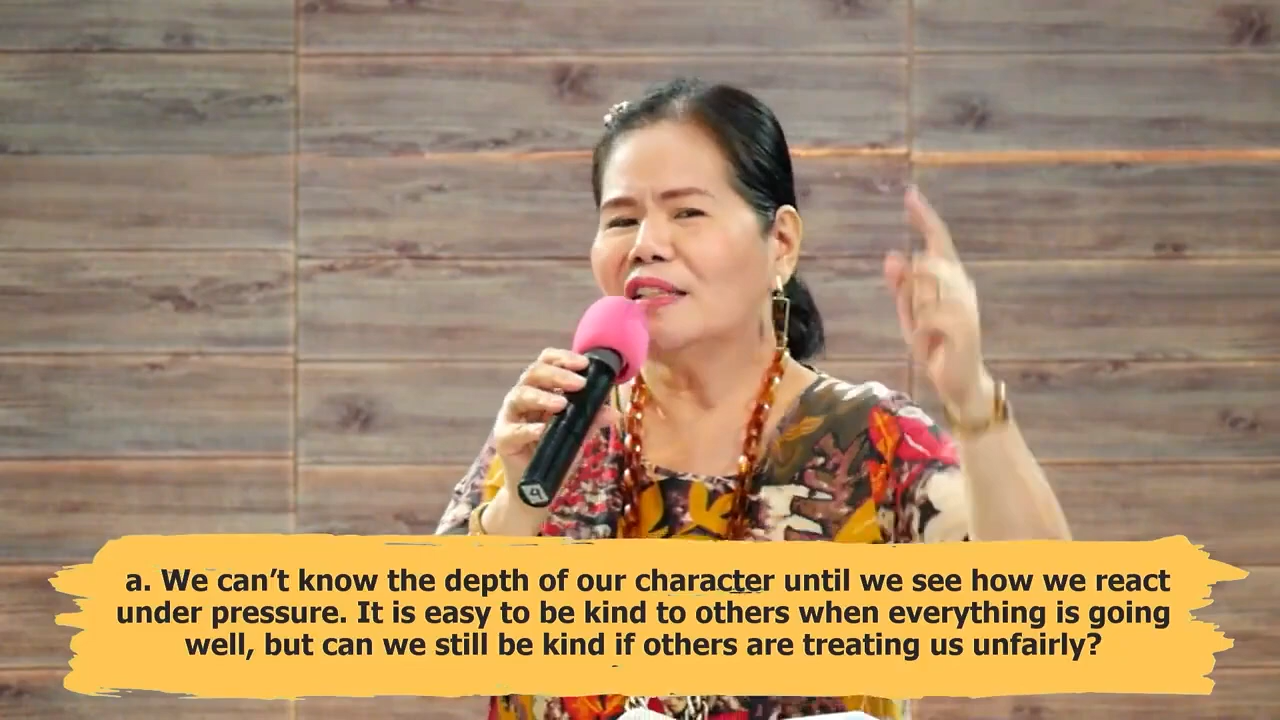 a. We can’t know the depth of our character until we see how we react
under pressure. It is easy to be kind to others when everything is going
well, but can we still be kind if others are treating us unfairly?